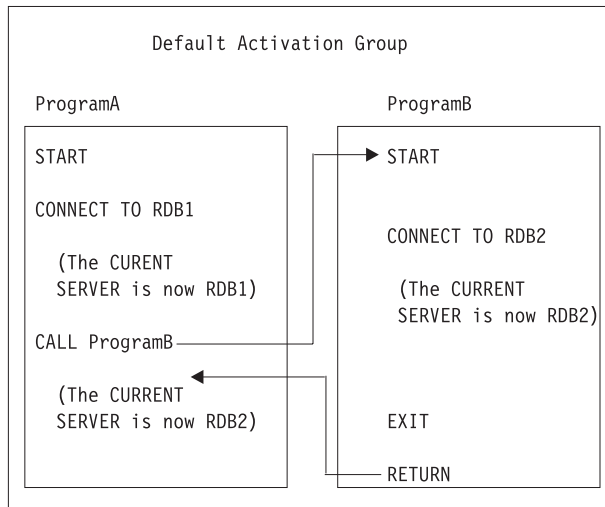 Default Activation Group
ProgramA
START
CONNECT TO RDB1
(The CURENT
SERVER is now RDB1)
CALL ProgramB
(The CURRENT
SERVER is now RDB2)
ProgramB
START
CONNECT TO RDB2
(The CURRENT
SERVER is now RDB2)
EXIT
RETURN